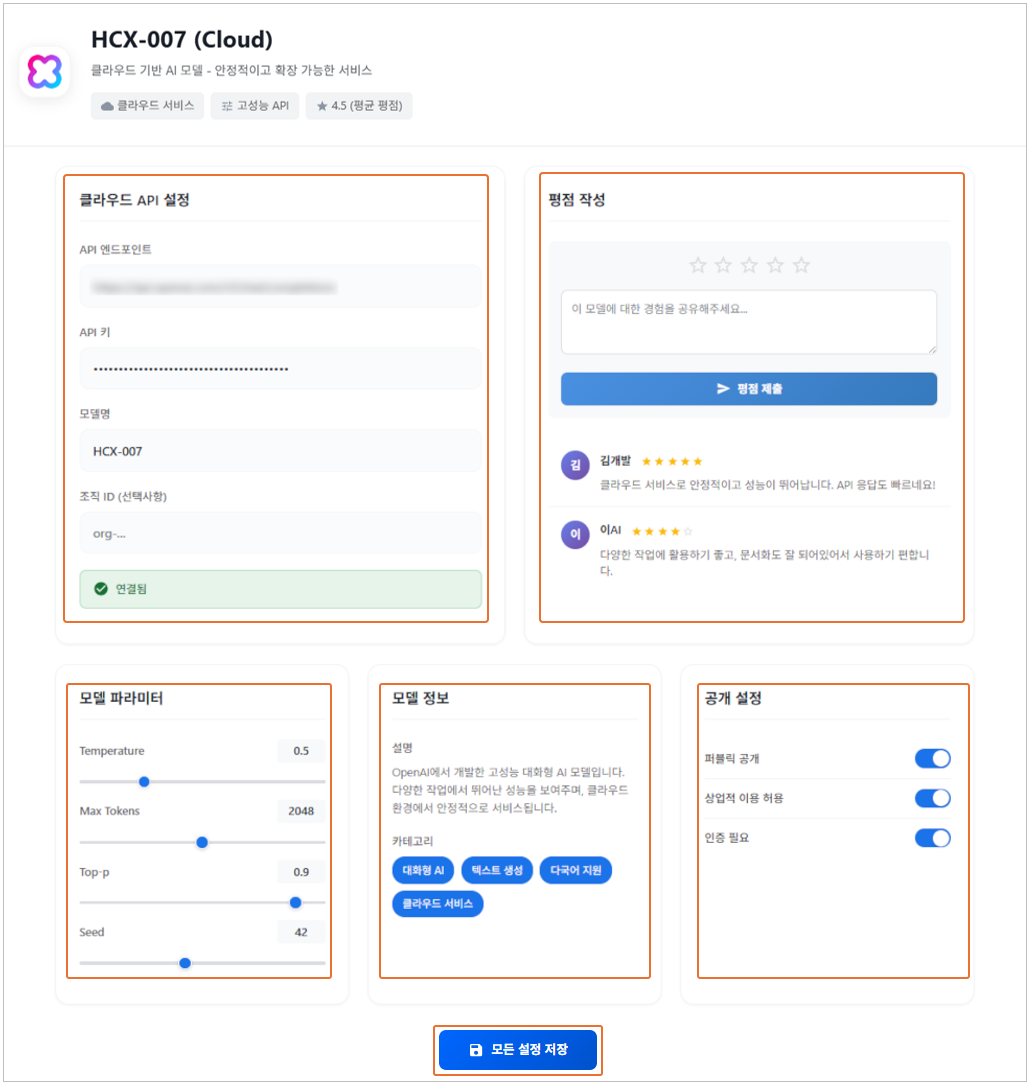 HCX-007 (Cloud)
클라우드 기반 AI 모델 - 안정적이고 확장 가능한 서비스
클라우드 서비스
고성능 API
★ 4.5 (평균 평점)
클라우드 API 설정
API 엔드포인트
API 키
••••••••••••••••••••••••••••••••••••••••
모델명
HCX-007
조직 ID (선택사항)
org-...
연결됨
평점 작성
☆ ☆ ☆ ☆ ☆
이 모델에 대한 경험을 공유해주세요...
평점 제출
김
김개발 ★★★★★
클라우드 서비스로 안정적이고 성능이 뛰어납니다. API 응답도 빠르네요!
이
이AI ★★★★☆
다양한 작업에 활용하기 좋고, 문서화도 잘 되어있어서 사용하기 편합니
다.
모델 파라미터
Temperature 0.5
Max Tokens 2048
Top-p 0.9
Seed 42
모델 정보
설명
OpenAI에서 개발한 고성능 대화형 AI 모델입니다.
다양한 작업에서 뛰어난 성능을 보여주며, 클라우드
환경에서 안정적으로 서비스됩니다.
카테고리
대화형 AI
텍스트 생성
다국어 지원
클라우드 서비스
공개 설정
퍼블릭 공개
상업적 이용 허용
인증 필요
모든 설정 저장